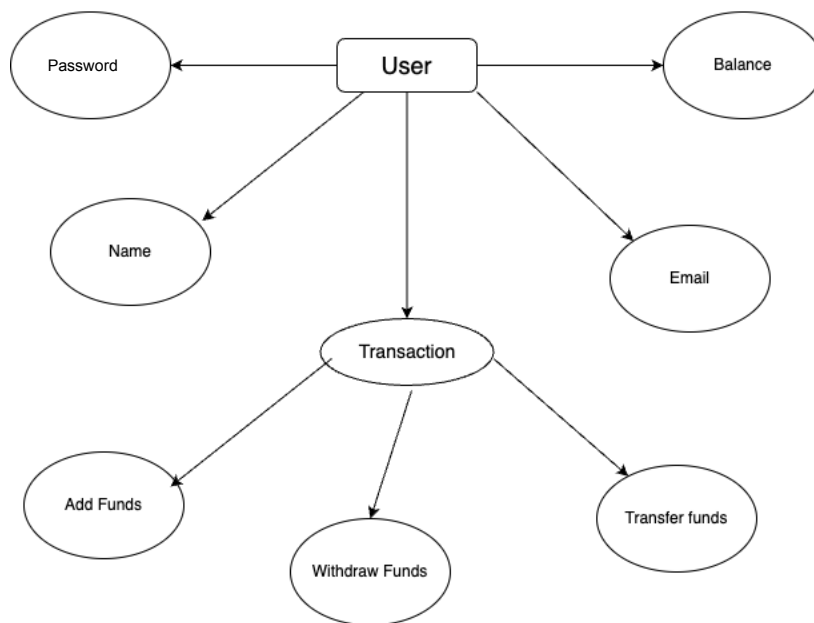 Password
User
Balance
Name
Email
Transaction
Add Funds
Withdraw Funds
Transfer funds